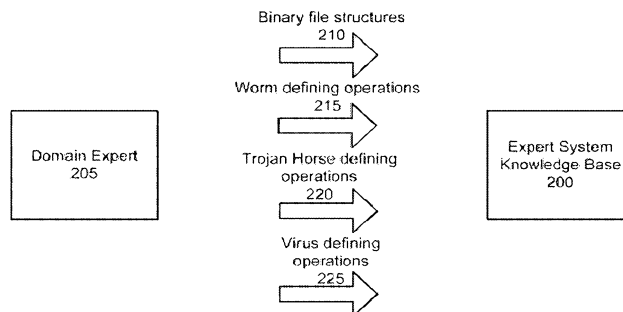 Binary file structures
210
Worm defining operations
215
Domain Expert
205
Trojan Horse defining
operations
220
Virus defining
operations
225
Expert System
Knowledge Base
200